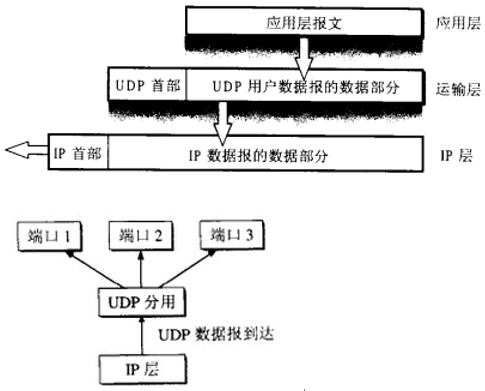 应用层报文 应用层
UDP 首部 UDP 用户数据报的数据部分 运输层
IP 首部 IP 数据报的数据部分 IP 层
端口 1 端口 2 端口 3
UDP 分用
UDP 数据报到达
IP 层